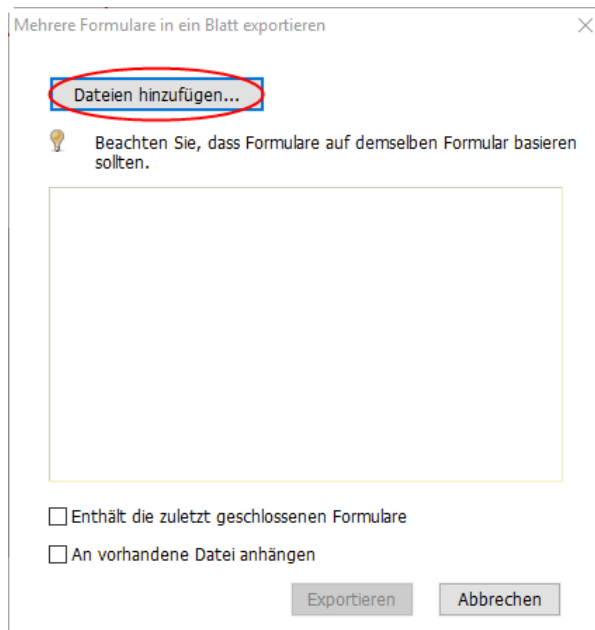 Mehrere Formulare in ein Blatt exportieren
Dateien hinzufügen...
Beachten Sie, dass Formulare auf demselben Formular basieren
sollten.
Enthält die zuletzt geschlossenen Formulare
An vorhandene Datei anhängen
Exportieren
Abbrechen